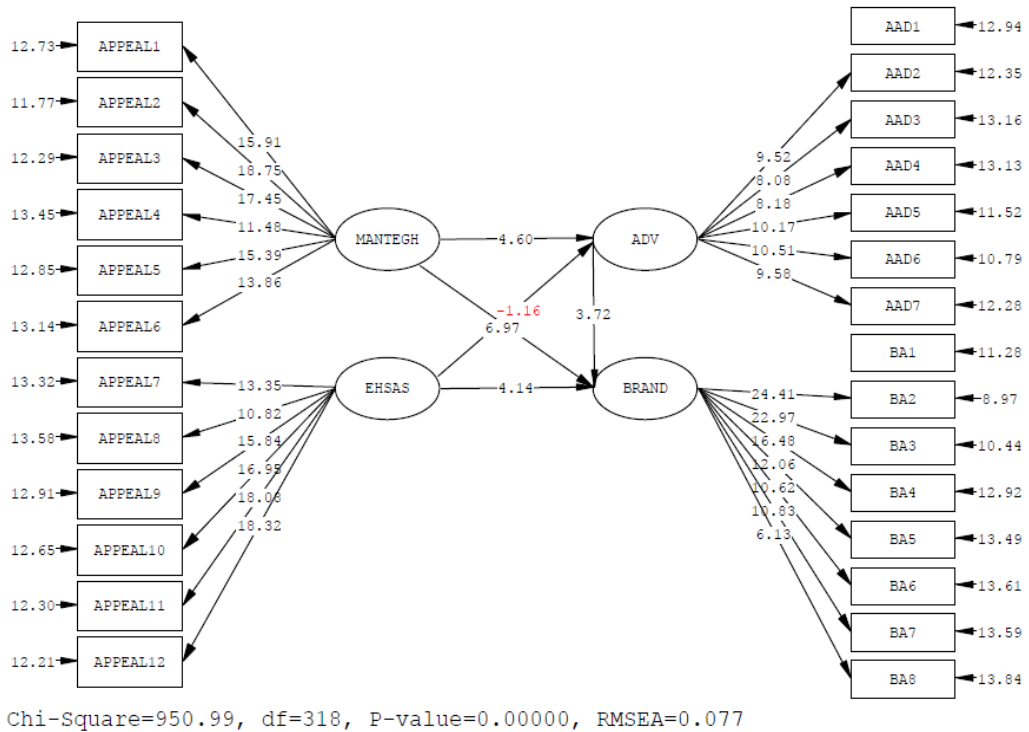 12.73 APPEAL1
11.77 APPEAL2
12.29 APPEAL3
13.45 APPEAL4
12.85 APPEAL5
13.14 APPEAL6
13.32 APPEAL7
13.58 APPEAL8
12.91 APPEAL9
12.65 APPEAL10
12.30 APPEAL11
12.21 APPEAL12
15.91
18.75
17.45
11.48
15.39
13.86
13.35
10.82
15.84
16.95
18.08
18.32
MANTEGH
EHSAS
4.60
-1.16
6.97
3.72
4.14
ADV
BRAND
9.52
8.08
8.18
10.17
10.51
9.58
24.41
22.97
16.48
12.06
10.62
10.83
6.13
AAD1 12.94
AAD2 12.35
AAD3 13.16
AAD4 13.13
AAD5 11.52
AAD6 10.79
AAD7 12.28
BA1 11.28
BA2 8.97
BA3 10.44
BA4 12.92
BA5 13.49
BA6 13.61
BA7 13.59
BA8 13.84
Chi-Square=950.99, df=318, P-value=0.00000, RMSEA=0.077